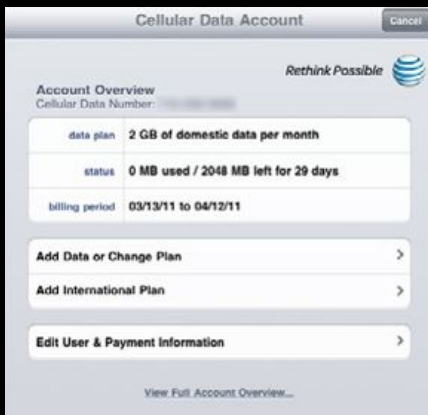 Cellular Data Account
Cancel
Rethink Possible
Account Overview
Cellular Data Number:
data plan 2 GB of domestic data per month
status 0 MB used / 2048 MB left for 29 days
billing period 03/13/11 to 04/12/11
Add Data or Change Plan
Add International Plan
Edit User & Payment Information
View Full Account Overview...